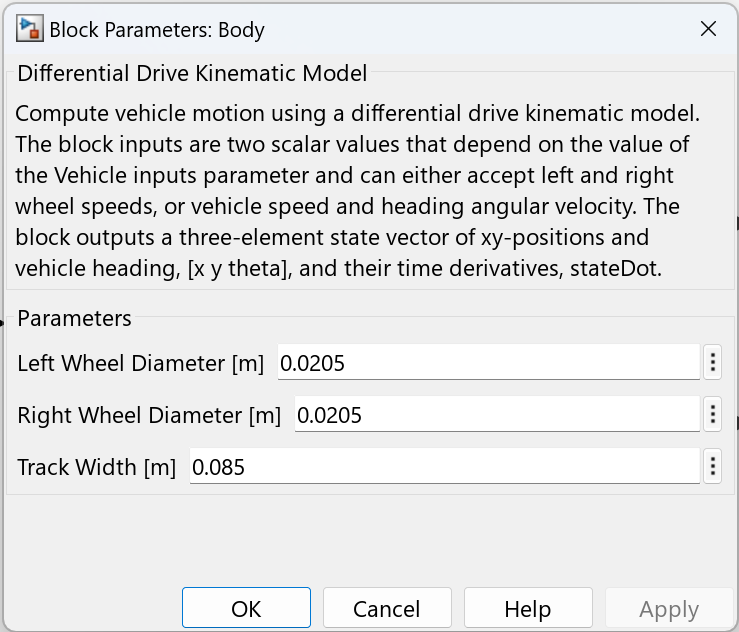 Block Parameters: Body
Differential Drive Kinematic Model
Compute vehicle motion using a differential drive kinematic model.
The block inputs are two scalar values that depend on the value of
the Vehicle inputs parameter and can either accept left and right
wheel speeds, or vehicle speed and heading angular velocity. The
block outputs a three-element state vector of xy-positions and
vehicle heading, [x y theta], and their time derivatives, stateDot.
Parameters
Left Wheel Diameter [m] 0.0205
Right Wheel Diameter [m] 0.0205
Track Width [m] 0.085
OK Cancel Help Apply